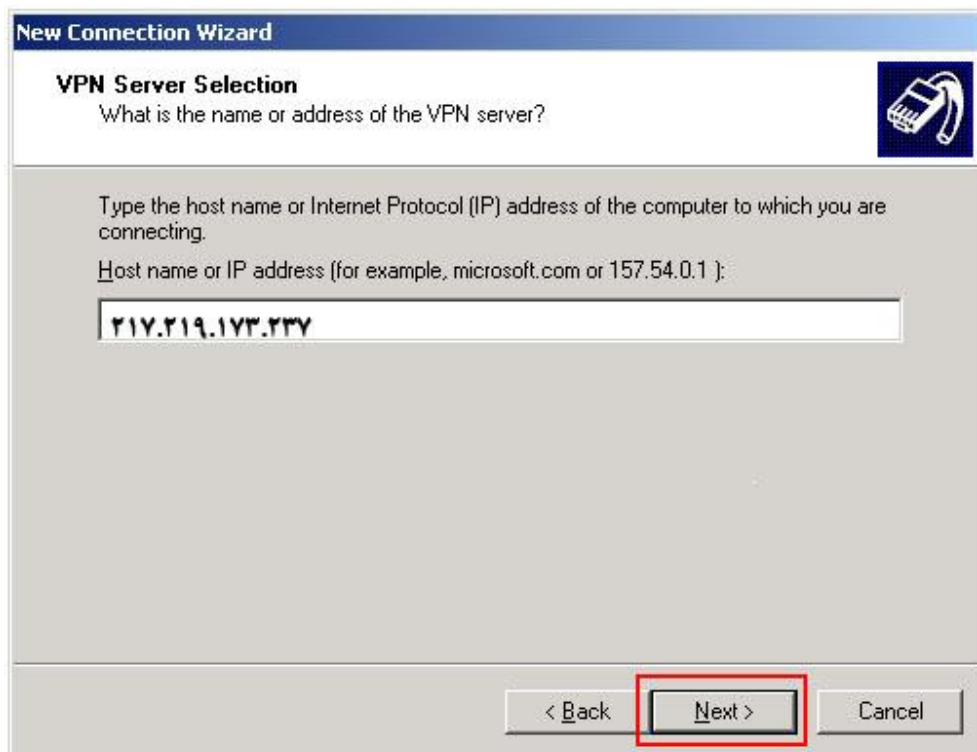 New Connection Wizard
VPN Server Selection
What is the name or address of the VPN server?
Type the host name or Internet Protocol (IP) address of the computer to which you are
connecting.
Host name or IP address (for example, microsoft.com or 157.54.0.1 ):
۲۱۷.۲۱۹.۱۷۳.۲۳۷
< Back
Next >
Cancel